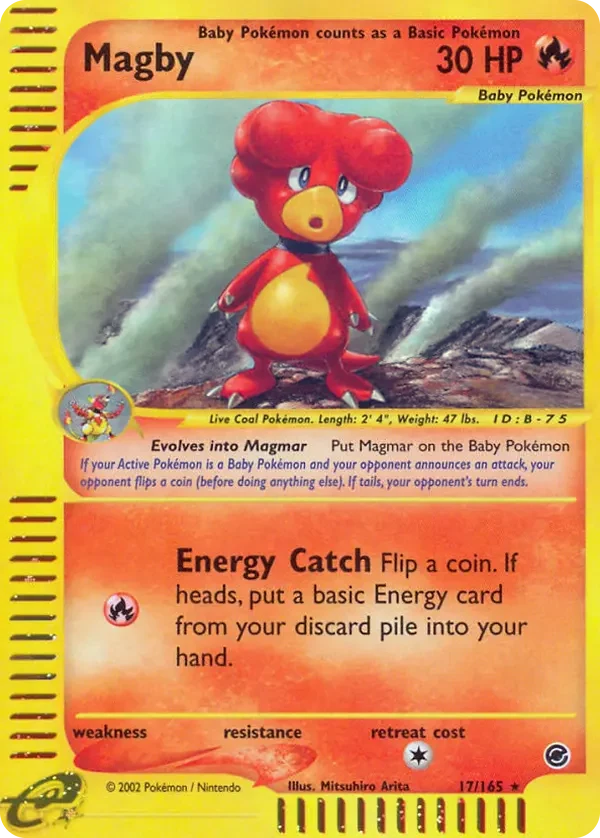 Baby Pokémon counts as a Basic Pokémon
Magby 30 HP
Baby Pokémon
Live Coal Pokémon. Length: 2' 4", Weight: 47 lbs. ID: B-75
Evolves into Magmar Put Magmar on the Baby Pokémon
If your Active Pokémon is a Baby Pokémon and your opponent announces an attack, your
opponent flips a coin (before doing anything else). If tails, your opponent's turn ends.
Energy Catch Flip a coin. If
heads, put a basic Energy card
from your discard pile into your
hand.
weakness resistance retreat cost
© 2002 Pokémon / Nintendo Illus. Mitsuhiro Arita 17/165 ★
e